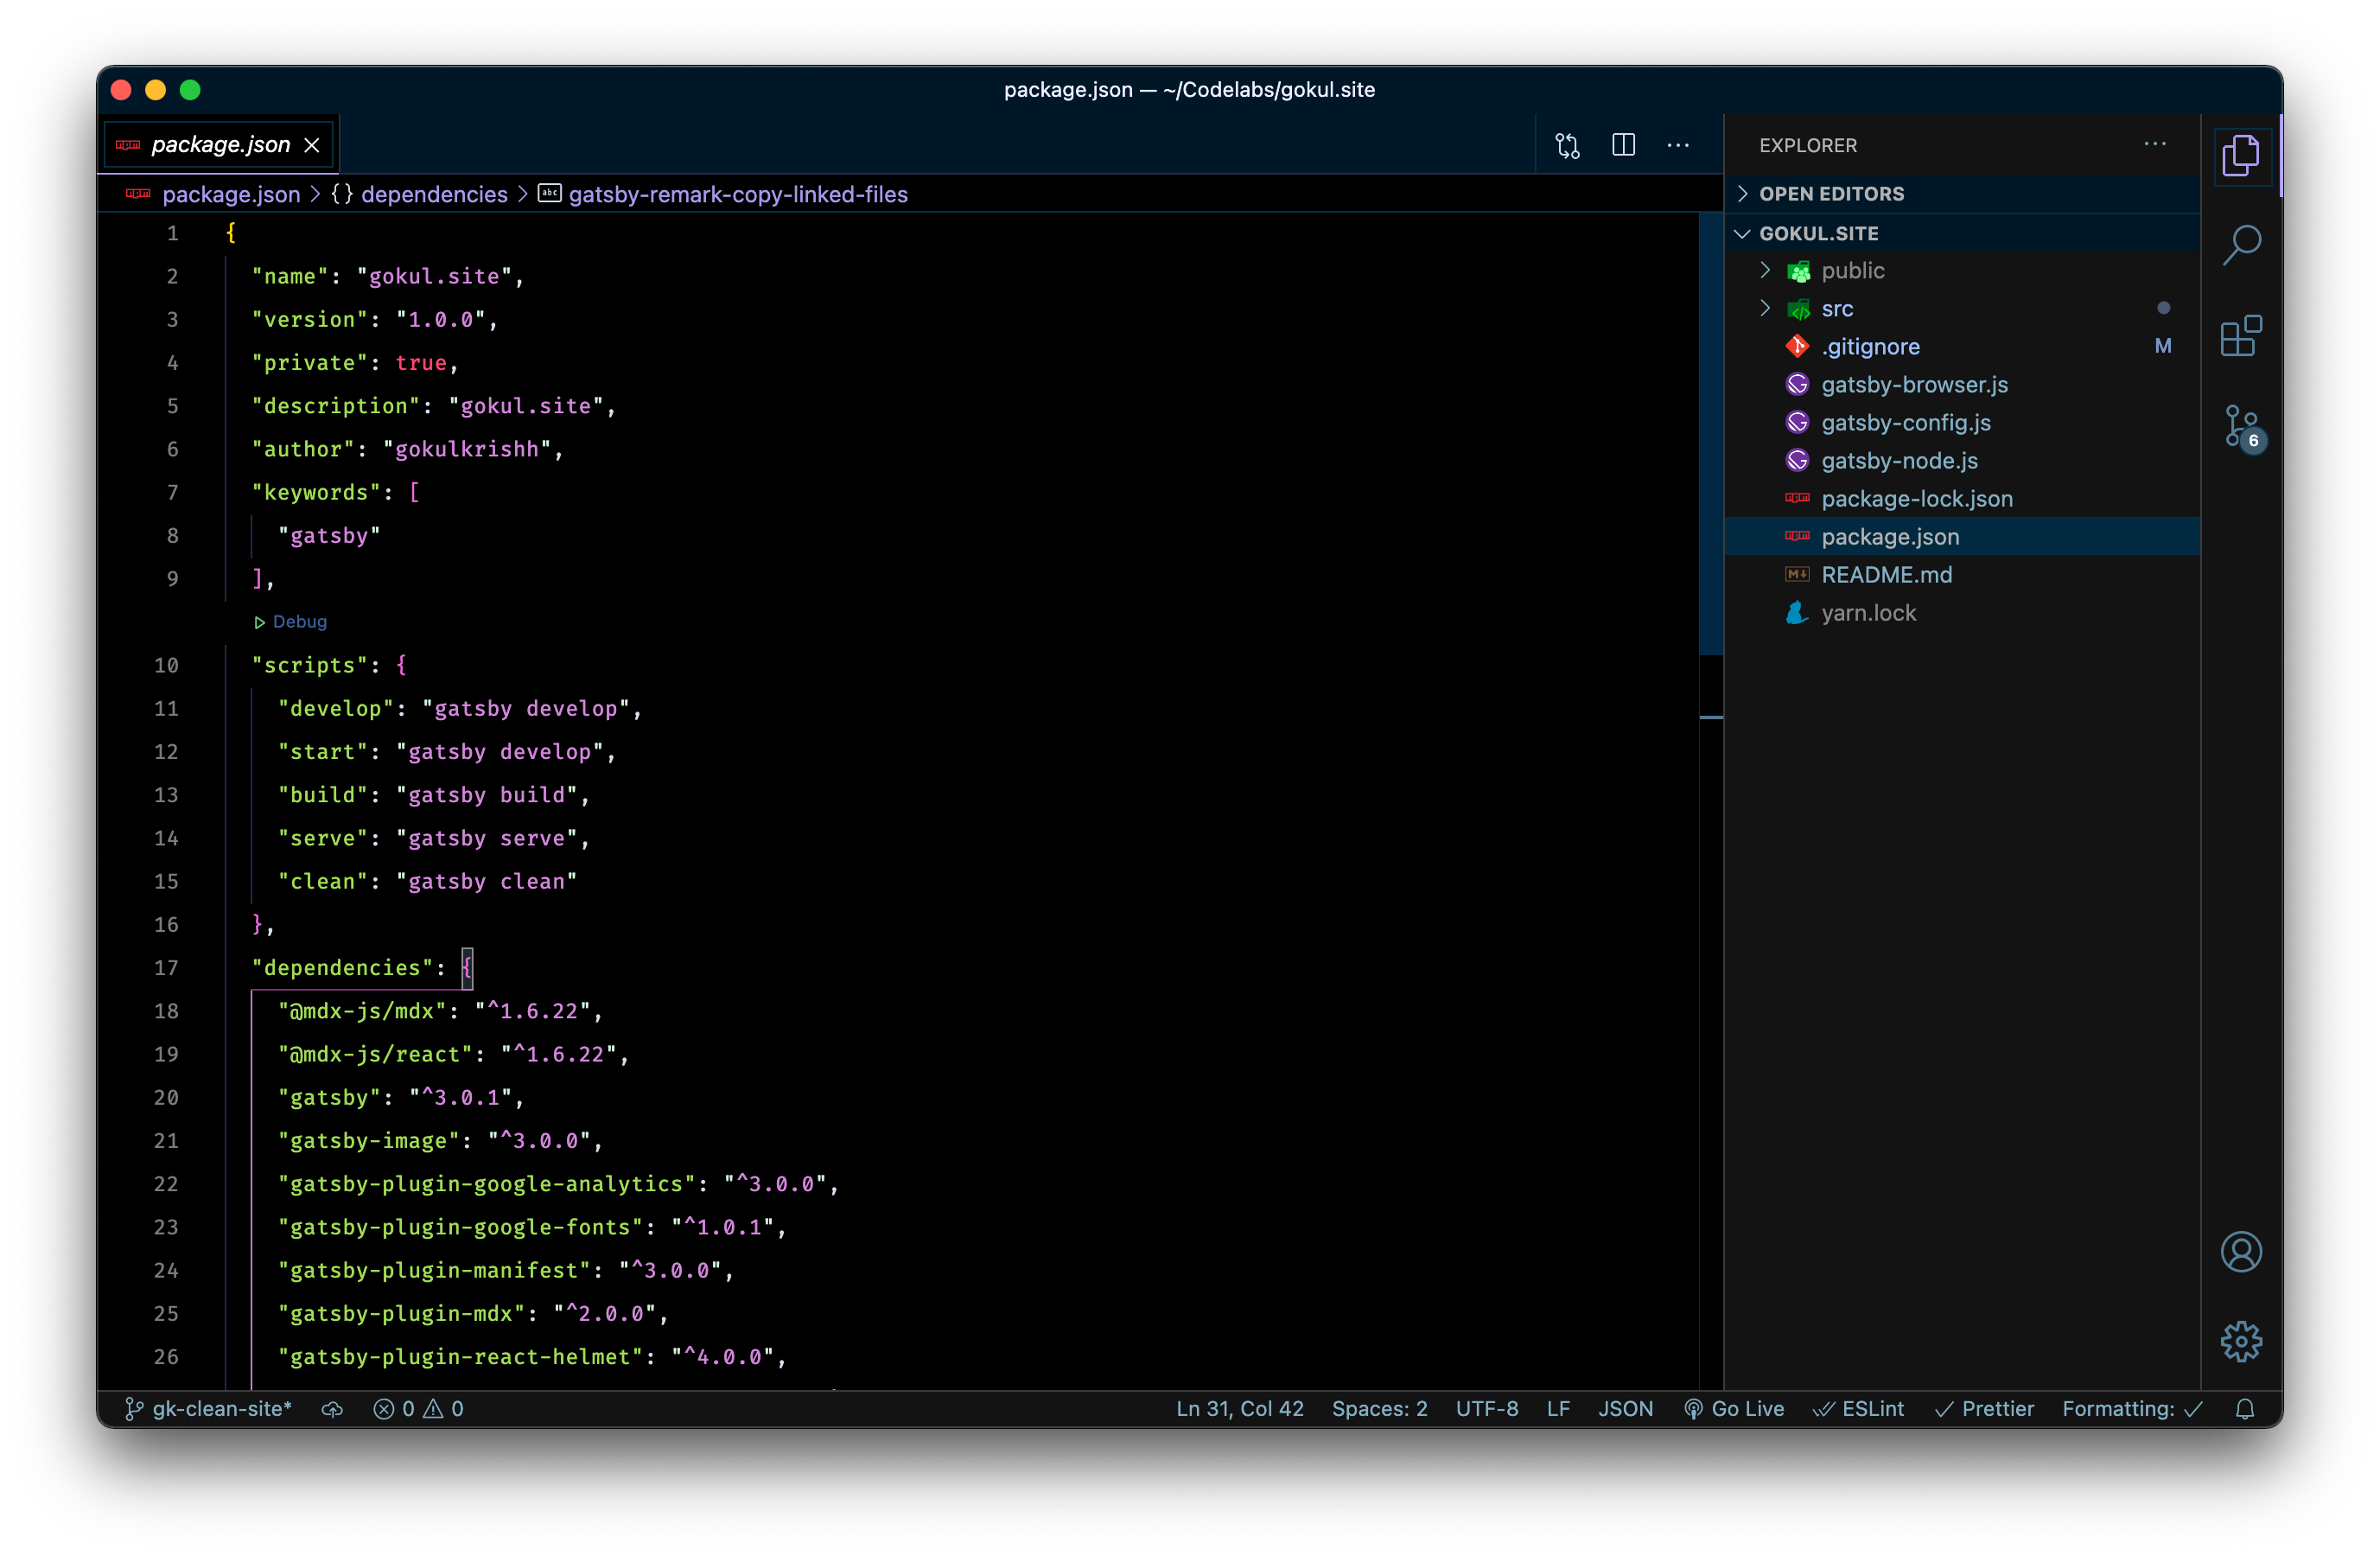 package.json — ~/Codelabs/gokul.site
package.json
package.json > {} dependencies > abc gatsby-remark-copy-linked-files
1 {
2 "name": "gokul.site",
3 "version": "1.0.0",
4 "private": true,
5 "description": "gokul.site",
6 "author": "gokulkrishh",
7 "keywords": [
8 "gatsby"
9 ],
Debug
10 "scripts": {
11 "develop": "gatsby develop",
12 "start": "gatsby develop",
13 "build": "gatsby build",
14 "serve": "gatsby serve",
15 "clean": "gatsby clean"
16 },
17 "dependencies": {
18 "@mdx-js/mdx": "^1.6.22",
19 "@mdx-js/react": "^1.6.22",
20 "gatsby": "^3.0.1",
21 "gatsby-image": "^3.0.0",
22 "gatsby-plugin-google-analytics": "^3.0.0",
23 "gatsby-plugin-google-fonts": "^1.0.1",
24 "gatsby-plugin-manifest": "^3.0.0",
25 "gatsby-plugin-mdx": "^2.0.0",
26 "gatsby-plugin-react-helmet": "^4.0.0",
EXPLORER
OPEN EDITORS
GOKUL.SITE
public
src
.gitignore M
gatsby-browser.js
gatsby-config.js
gatsby-node.js
package-lock.json
package.json
M↓ README.md
yarn.lock
6
gk-clean-site* 0 0 Ln 31, Col 42 Spaces: 2 UTF-8 LF JSON Go Live ESLint Prettier Formatting: